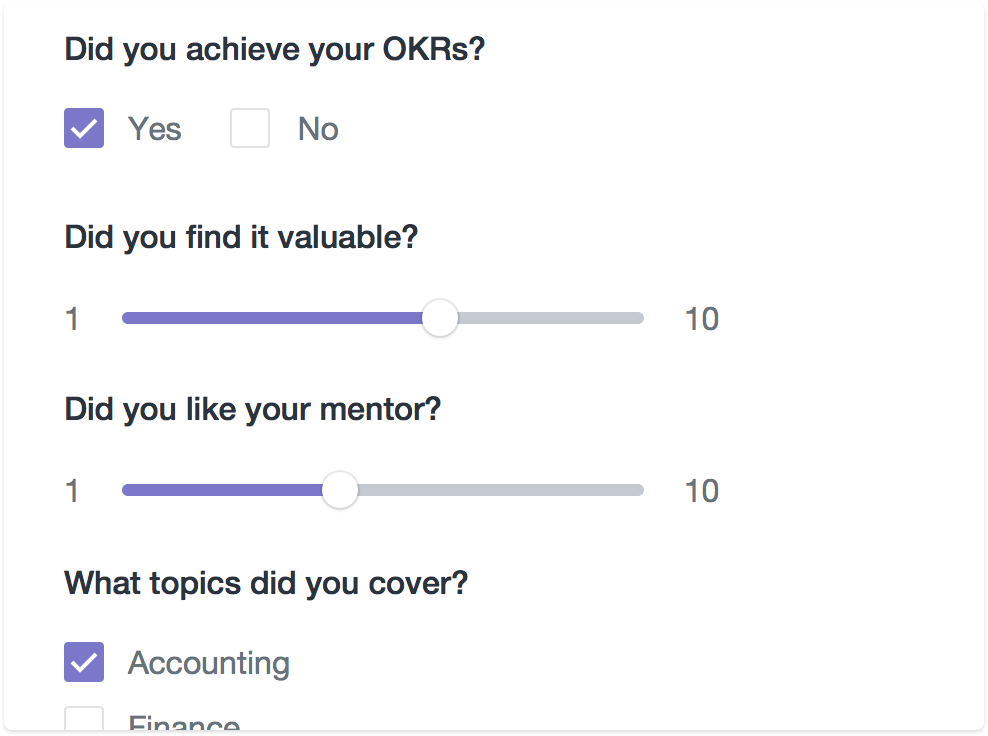 Did you achieve your OKRs?
Yes No
Did you find it valuable?
1 10
Did you like your mentor?
1 10
What topics did you cover?
Accounting
Finance